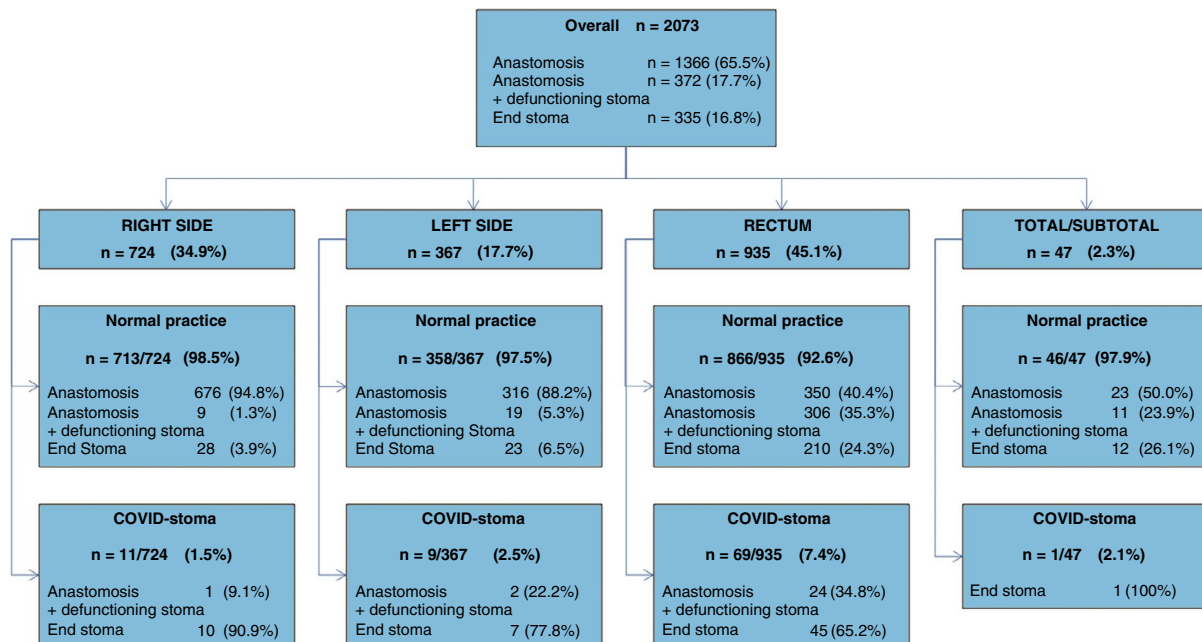 Overall n = 2073
Anastomosis n = 1366 (65.5%)
Anastomosis n = 372 (17.7%)
+ defunctioning stoma
End stoma n = 335 (16.8%)
RIGHT SIDE
n = 724 (34.9%)
Normal practice
n = 713/724 (98.5%)
Anastomosis 676 (94.8%)
Anastomosis 9 (1.3%)
+ defunctioning stoma
End Stoma 28 (3.9%)
COVID-stoma
n = 11/724 (1.5%)
Anastomosis 1 (9.1%)
+ defunctioning stoma
End stoma 10 (90.9%)
LEFT SIDE
n = 367 (17.7%)
Normal practice
n = 358/367 (97.5%)
Anastomosis 316 (88.2%)
Anastomosis 19 (5.3%)
+ defunctioning Stoma
End Stoma 23 (6.5%)
COVID-stoma
n = 9/367 (2.5%)
Anastomosis 2 (22.2%)
+ defunctioning stoma
End stoma 7 (77.8%)
RECTUM
n = 935 (45.1%)
Normal practice
n = 866/935 (92.6%)
Anastomosis 350 (40.4%)
Anastomosis 306 (35.3%)
+ defunctioning stoma
End stoma 210 (24.3%)
COVID-stoma
n = 69/935 (7.4%)
Anastomosis 24 (34.8%)
+ defunctioning stoma
End stoma 45 (65.2%)
TOTAL/SUBTOTAL
n = 47 (2.3%)
Normal practice
n = 46/47 (97.9%)
Anastomosis 23 (50.0%)
Anastomosis 11 (23.9%)
+ defunctioning stoma
End stoma 12 (26.1%)
COVID-stoma
n = 1/47 (2.1%)
End stoma 1 (100%)